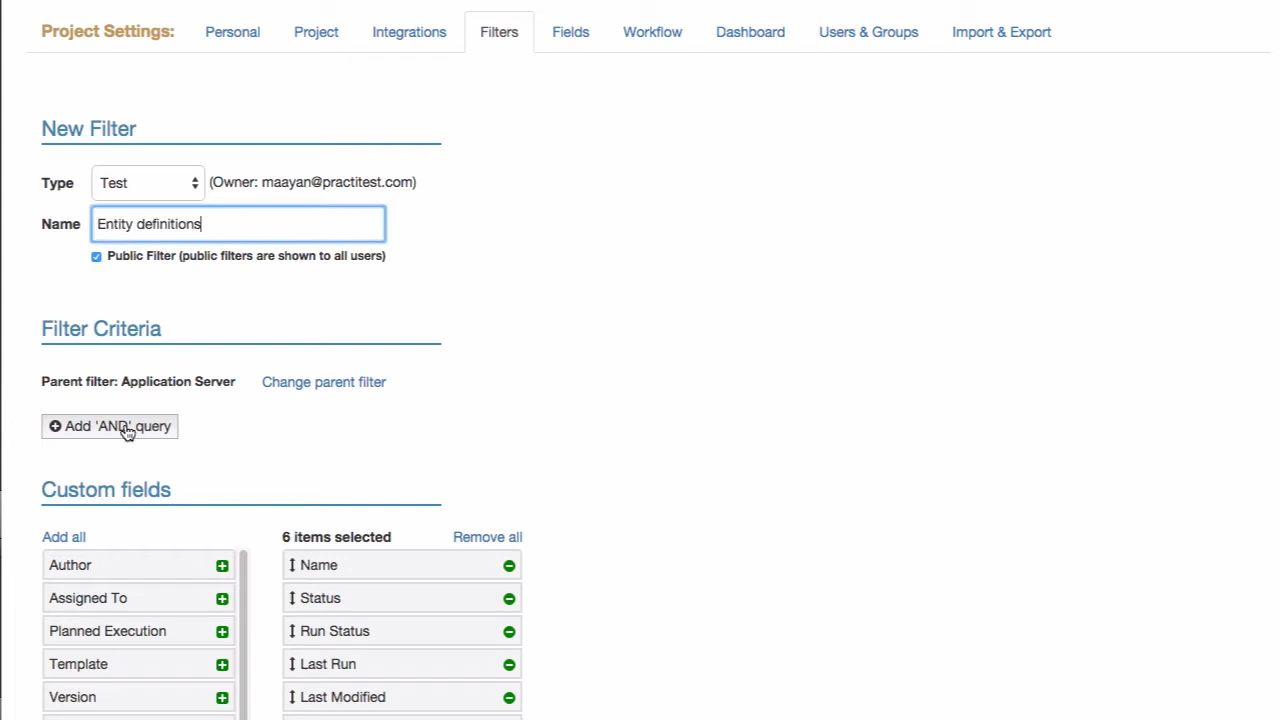 Project Settings: Personal Project Integrations Filters Fields Workflow Dashboard Users & Groups Import & Export
New Filter
Type Test (Owner: maayan@practitest.com)
Name Entity definitions
Public Filter (public filters are shown to all users)
Filter Criteria
Parent filter: Application Server Change parent filter
Add 'AND' query
Custom fields
Add all 6 items selected Remove all
Author Name
Assigned To Status
Planned Execution Run Status
Template Last Run
Version Last Modified